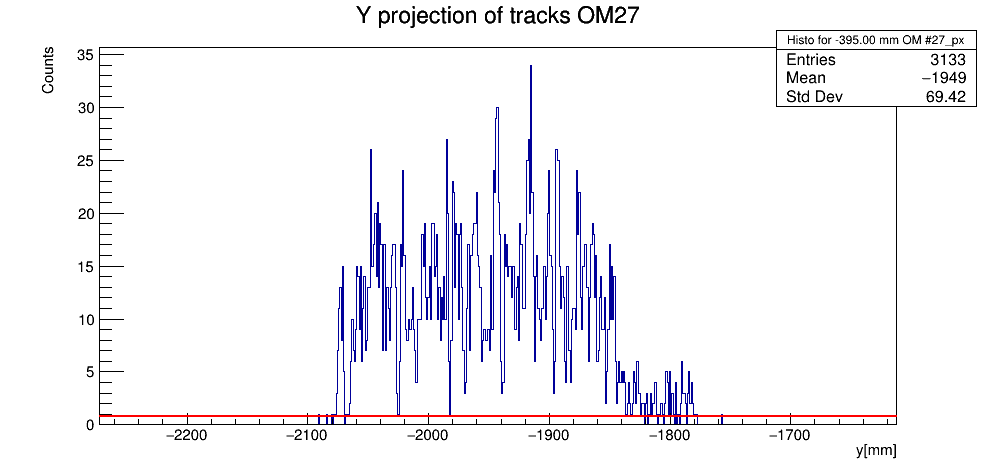 Y projection of tracks OM27
Histo for -395.00 mm OM #27_px
Entries 3133
Mean −1949
Std Dev 69.42
Counts
35
30
25
20
15
10
5
0
−2200 −2100 −2000 −1900 −1800 −1700
y[mm]